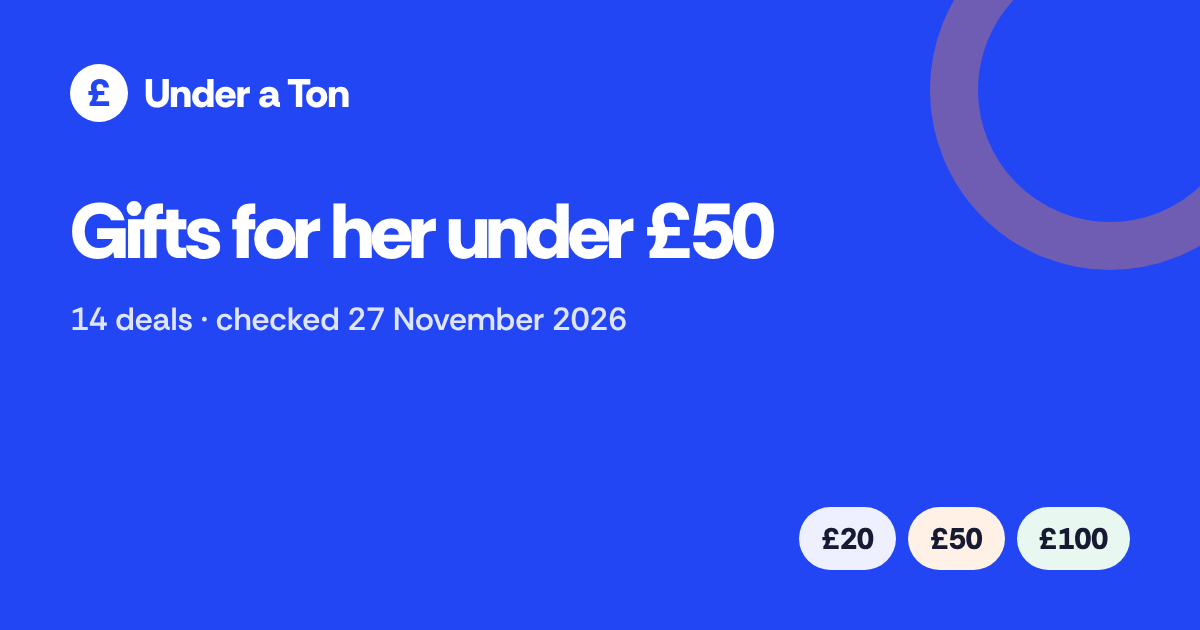 £ Under a Ton
Gifts for her under £50
14 deals · checked 27 November 2026
£20 £50 £100